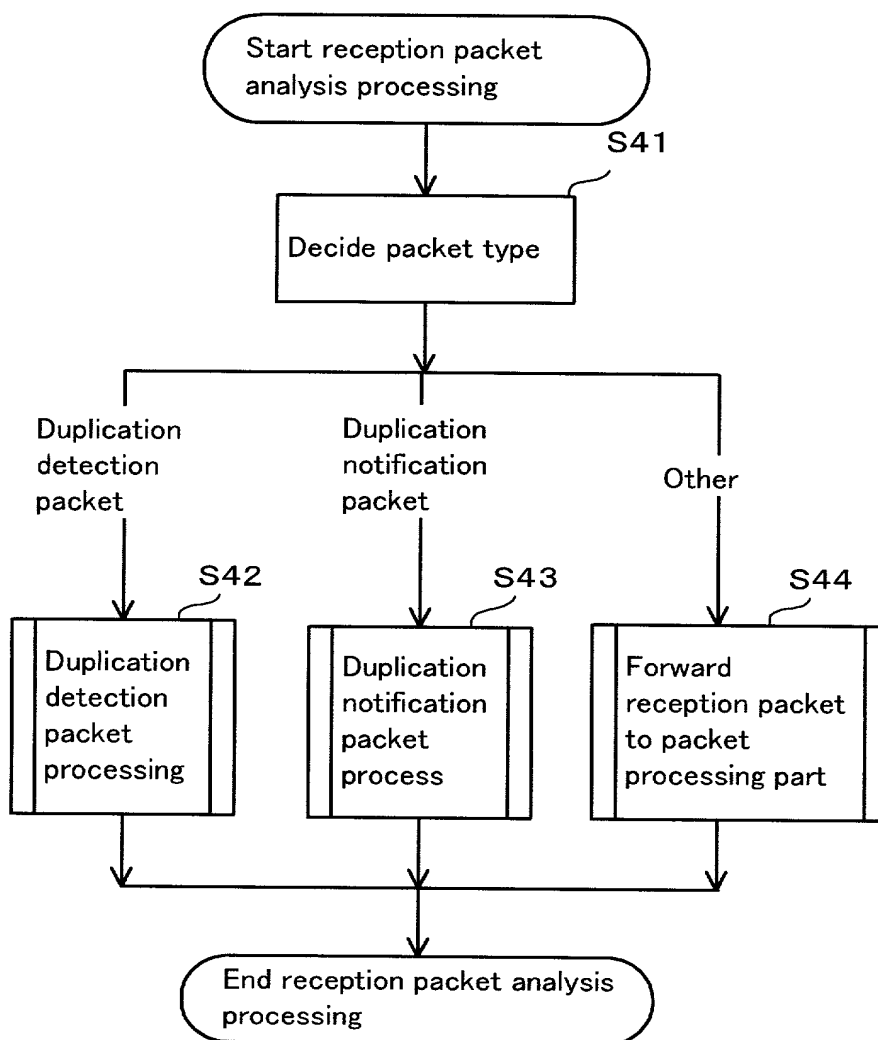 Start reception packet
analysis processing
S41
Decide packet type
Duplication
detection
packet
Duplication
notification
packet
Other
S42
Duplication
detection
packet
processing
S43
Duplication
notification
packet
process
S44
Forward
reception packet
to packet
processing part
End reception packet analysis
processing